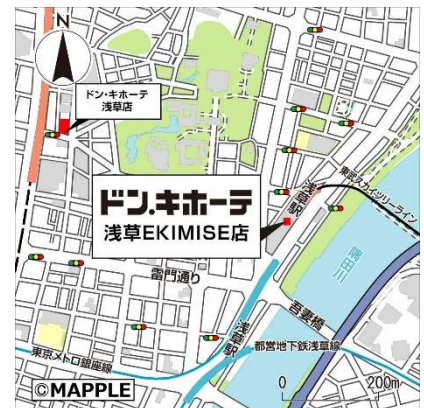 N
ドン・キホーテ
浅草店
ドン.キホーテ
浅草EKIMISE店
浅草駅
東武スカイツリーライン
隅田川
雷門通り
吾妻橋
浅草駅
都営地下鉄浅草線
東京メトロ銀座線
©MAPPLE
0 200m